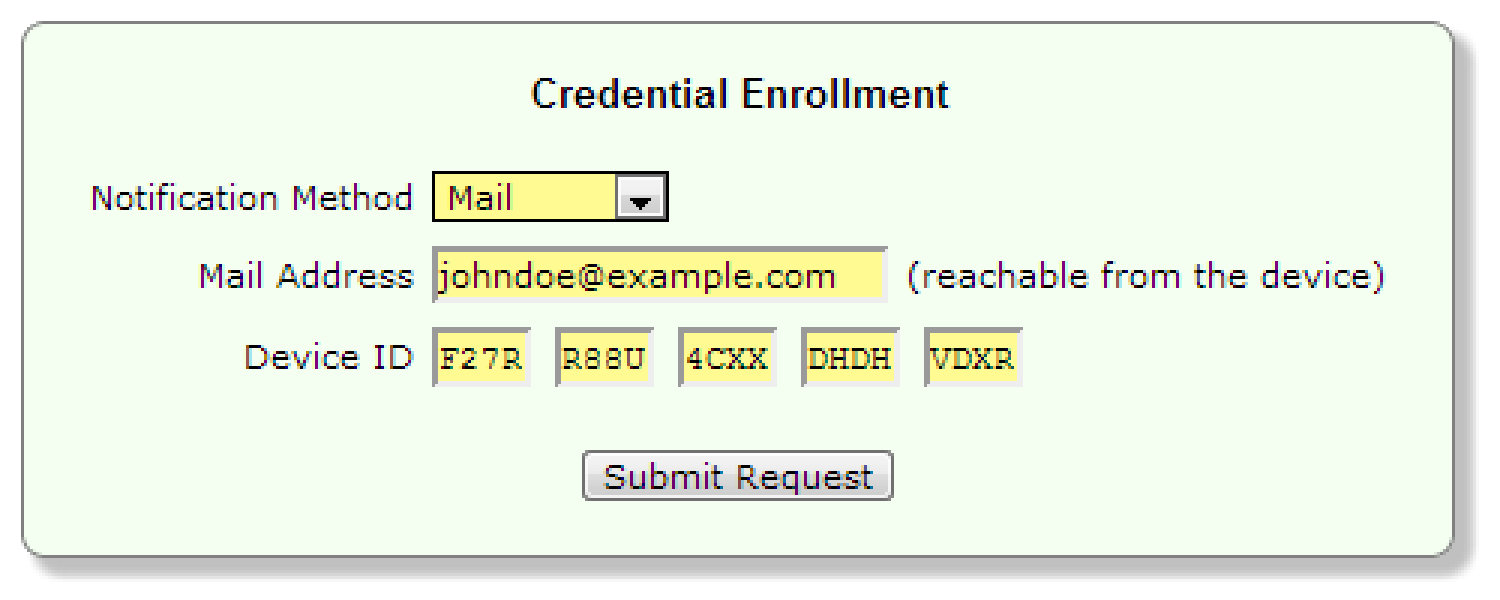 Credential Enrollment
Notification Method Mail
Mail Address johndoe@example.com (reachable from the device)
Device ID F27R R88U 4CXX DHDH VDXR
Submit Request